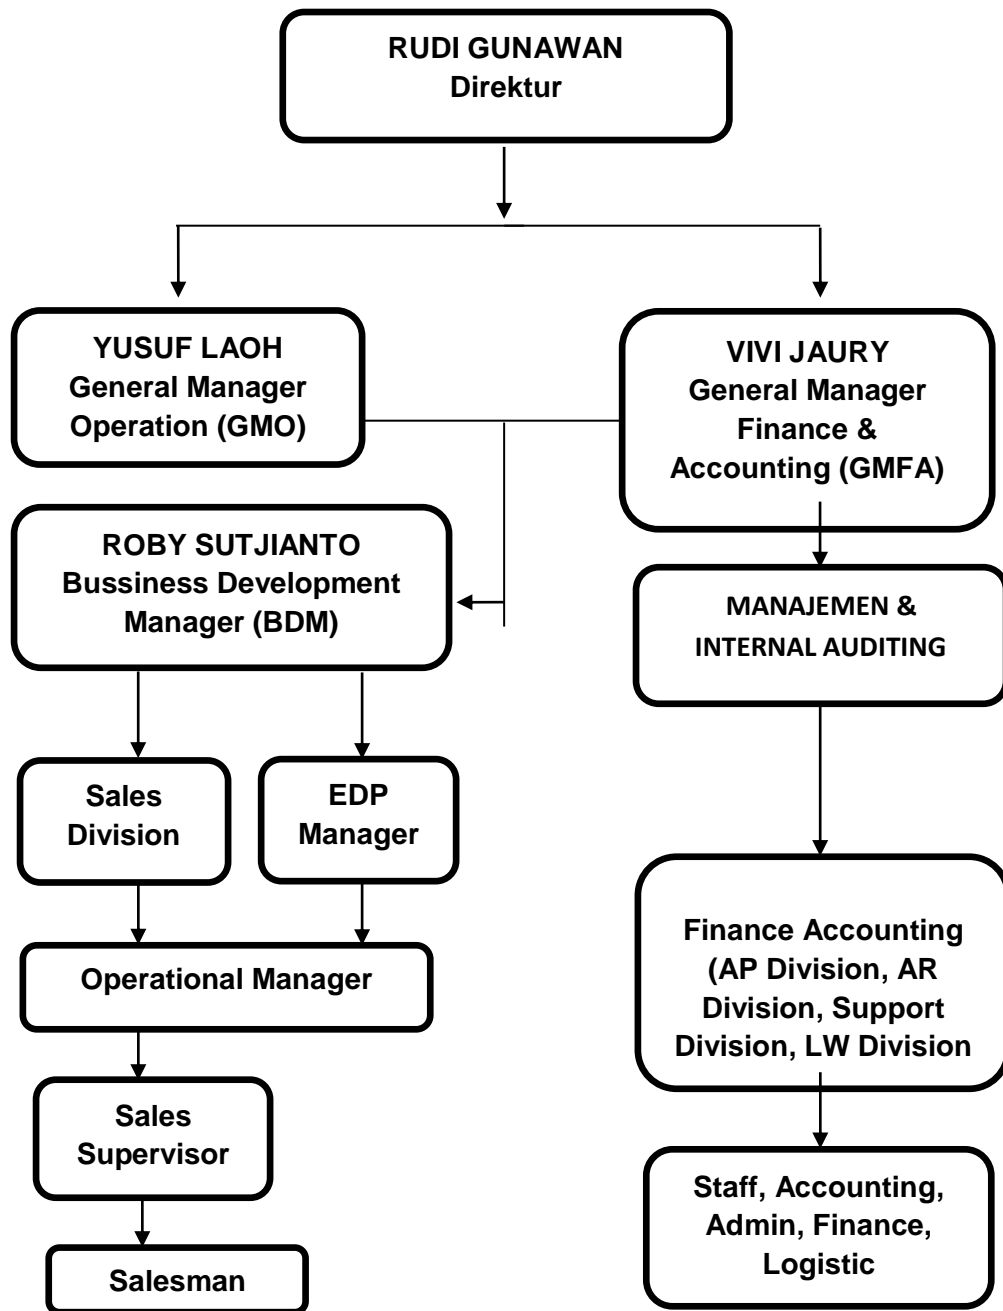 RUDI GUNAWAN
Direktur
YUSUF LAOH
General Manager
Operation (GMO)
VIVI JAURY
General Manager
Finance &
Accounting (GMFA)
ROBY SUTJIANTO
Bussiness Development
Manager (BDM)
MANAJEMEN &
INTERNAL AUDITING
Sales
Division
EDP
Manager
Operational Manager
Finance Accounting
(AP Division, AR
Division, Support
Division, LW Division
Sales
Supervisor
Staff, Accounting,
Admin, Finance,
Logistic
Salesman